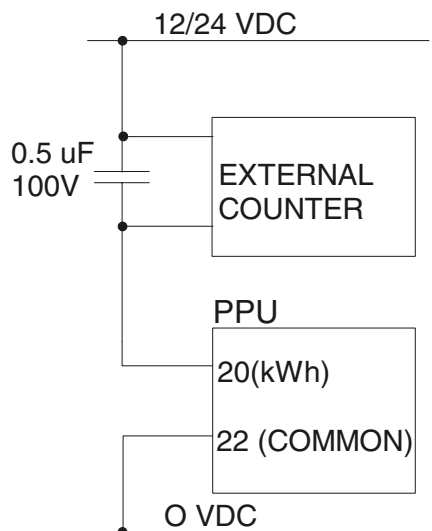 12/24 VDC
0.5 uF
100V
EXTERNAL
COUNTER
PPU
20(kWh)
22 (COMMON)
O VDC